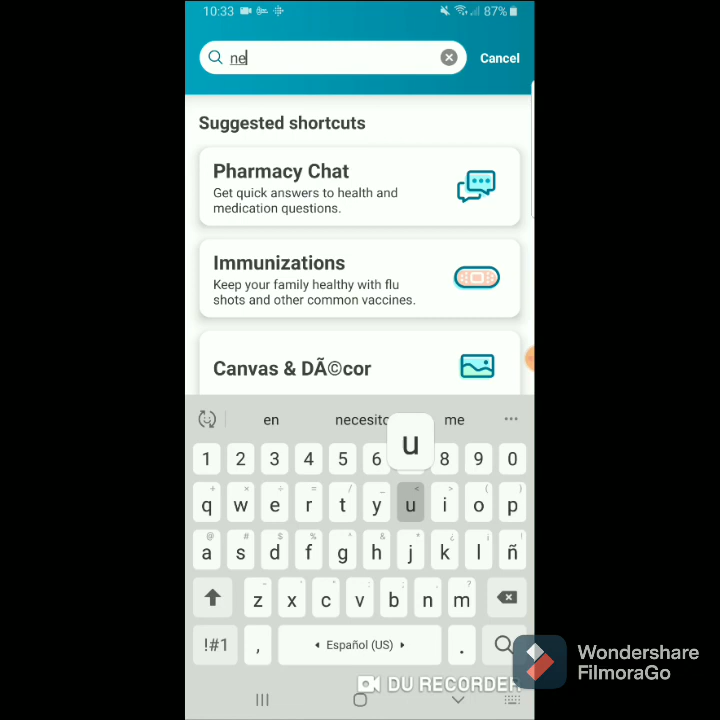 10:33 87%
ne Cancel
Suggested shortcuts
Pharmacy Chat
Get quick answers to health and
medication questions.
Immunizations
Keep your family healthy with flu
shots and other common vaccines.
Canvas & DÃ©cor
en necesito me ...
u
1 2 3 4 5 6 8 9 0
+ × ÷ = / _ < > ( )
q w e r t y u i o p
@ # $ % ^ & * ¿ ¡ !
a s d f g h j k l ñ
- ' " : ; , ?
z x c v b n m
!#1 , Español (US) .
Wondershare
FilmoraGo
DU RECORDER